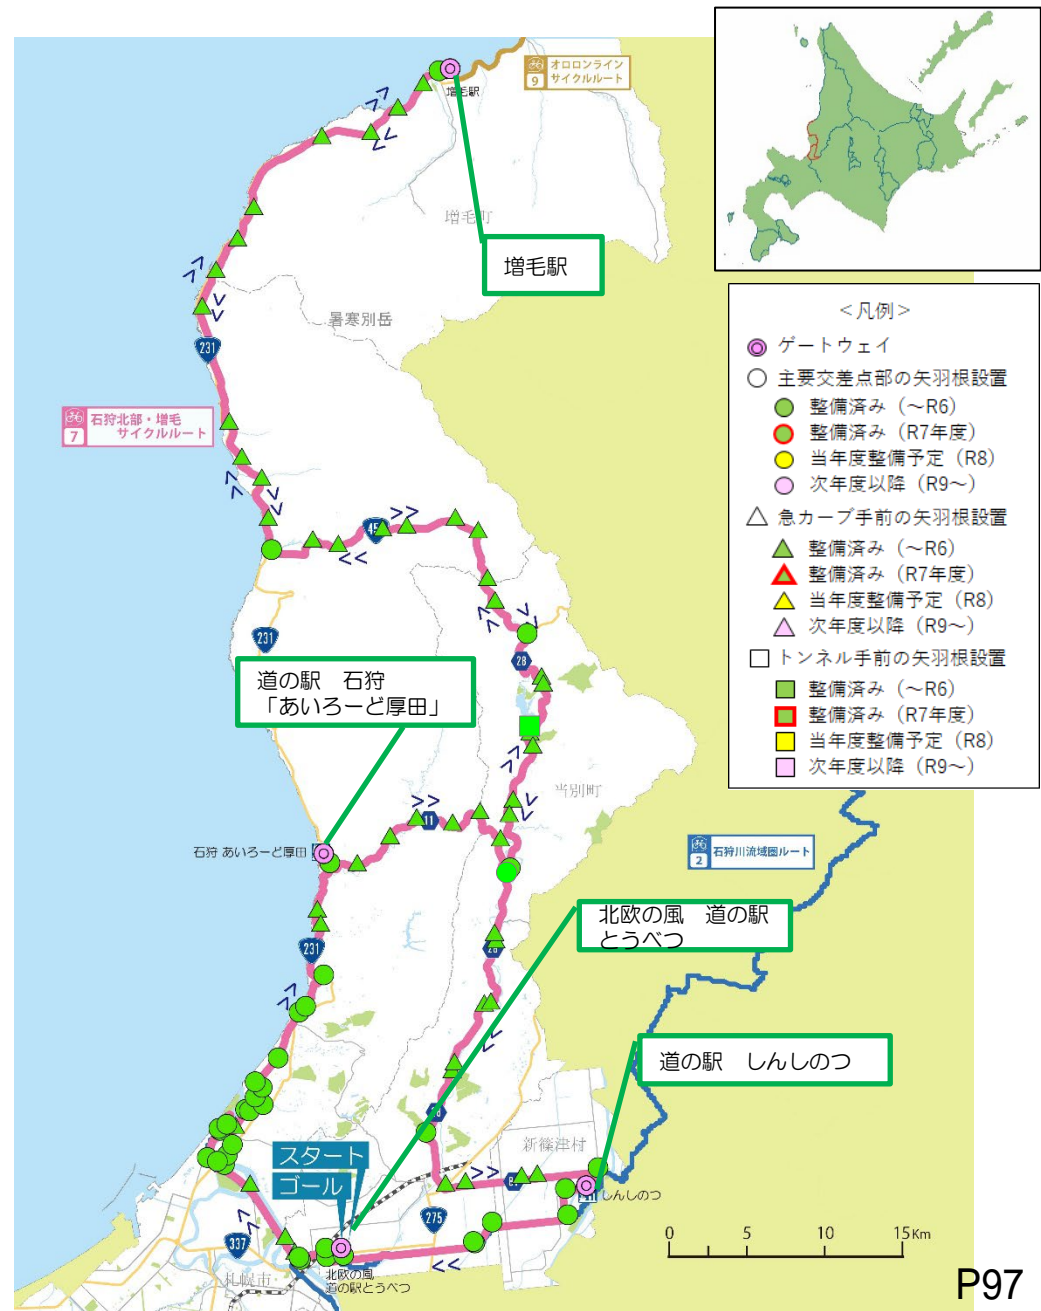 9
オロロンライン
サイクルルート
増毛駅
増毛町
増毛駅
暑寒別岳
231
7
石狩北部・増毛
サイクルルート
>>
<<
45
231
28
道の駅 石狩
「あいろーど厚田」
＜凡例＞
ゲートウェイ
主要交差点部の矢羽根設置
整備済み（～R6）
整備済み（R7年度）
当年度整備予定（R8）
次年度以降（R9～）
急カーブ手前の矢羽根設置
整備済み（～R6）
整備済み（R7年度）
当年度整備予定（R8）
次年度以降（R9～）
トンネル手前の矢羽根設置
整備済み（～R6）
整備済み（R7年度）
当年度整備予定（R8）
次年度以降（R9～）
当別町
>>
11
石狩 あいろーど厚田
2
石狩川流域圏ルート
北欧の風 道の駅
とうべつ
231
28
道の駅 しんしのつ
28
新篠津村
スタート
ゴール
>>
81
しんしのつ
275
337
<<
北欧の風
道の駅とうべつ
札幌市
0 5 10 15Km
P97